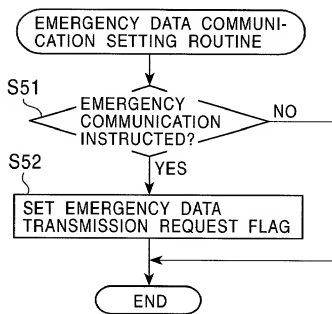 EMERGENCY DATA COMMUNI-
CATION SETTING ROUTINE
S51
EMERGENCY
COMMUNICATION
INSTRUCTED?
NO
YES
S52
SET EMERGENCY DATA
TRANSMISSION REQUEST FLAG
END